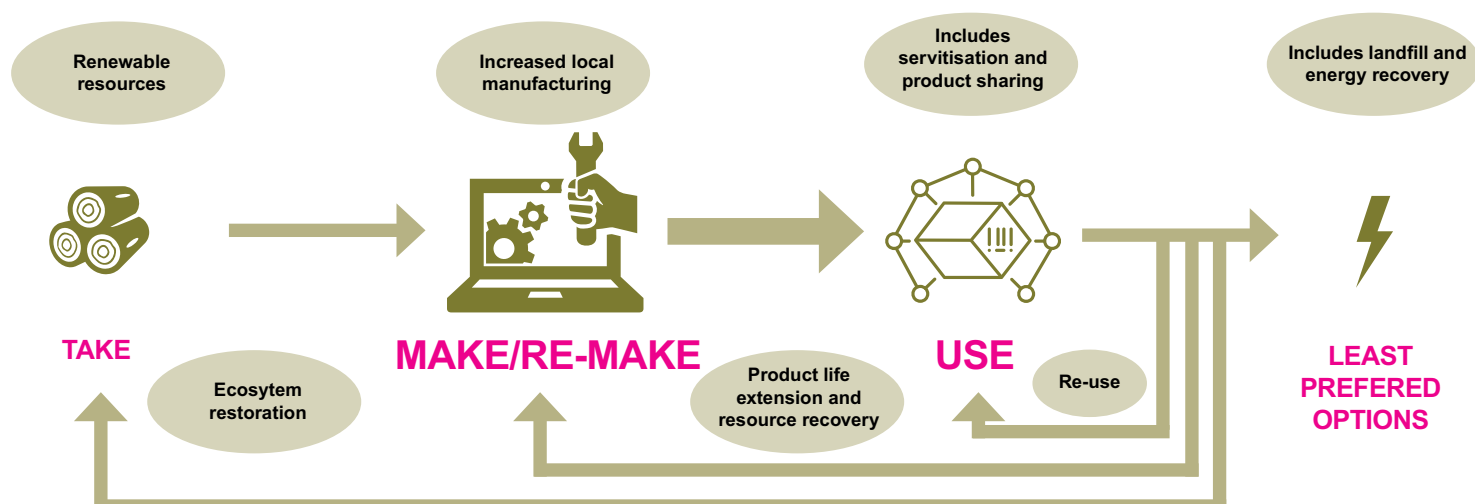 Renewable
resources
Increased local
manufacturing
Includes
servitisation and
product sharing
Includes landfill and
energy recovery
TAKE
MAKE/RE-MAKE
USE
LEAST
PREFERED
OPTIONS
Ecosytem
restoration
Product life
extension and
resource recovery
Re-use